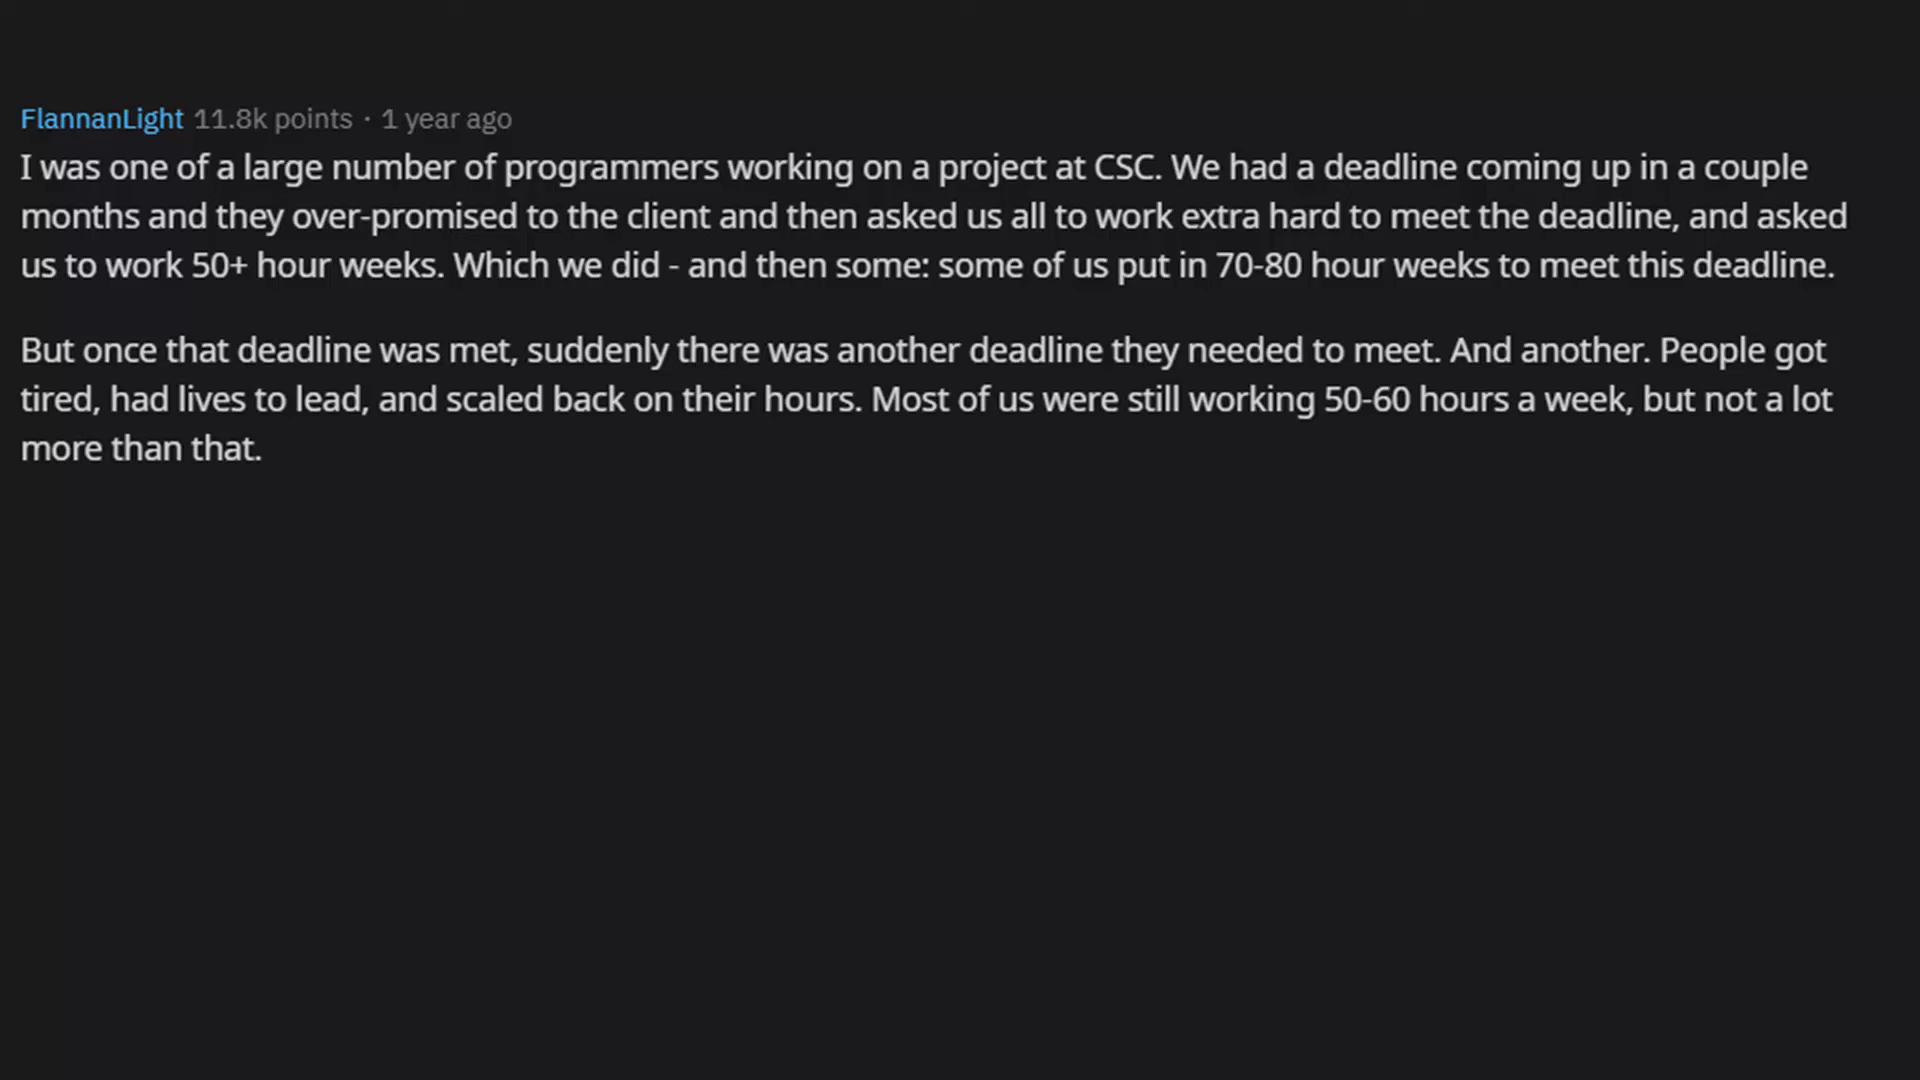 FlannanLight 11.8k points · 1 year ago
I was one of a large number of programmers working on a project at CSC. We had a deadline coming up in a couple
months and they over-promised to the client and then asked us all to work extra hard to meet the deadline, and asked
us to work 50+ hour weeks. Which we did - and then some: some of us put in 70-80 hour weeks to meet this deadline.
But once that deadline was met, suddenly there was another deadline they needed to meet. And another. People got
tired, had lives to lead, and scaled back on their hours. Most of us were still working 50-60 hours a week, but not a lot
more than that.